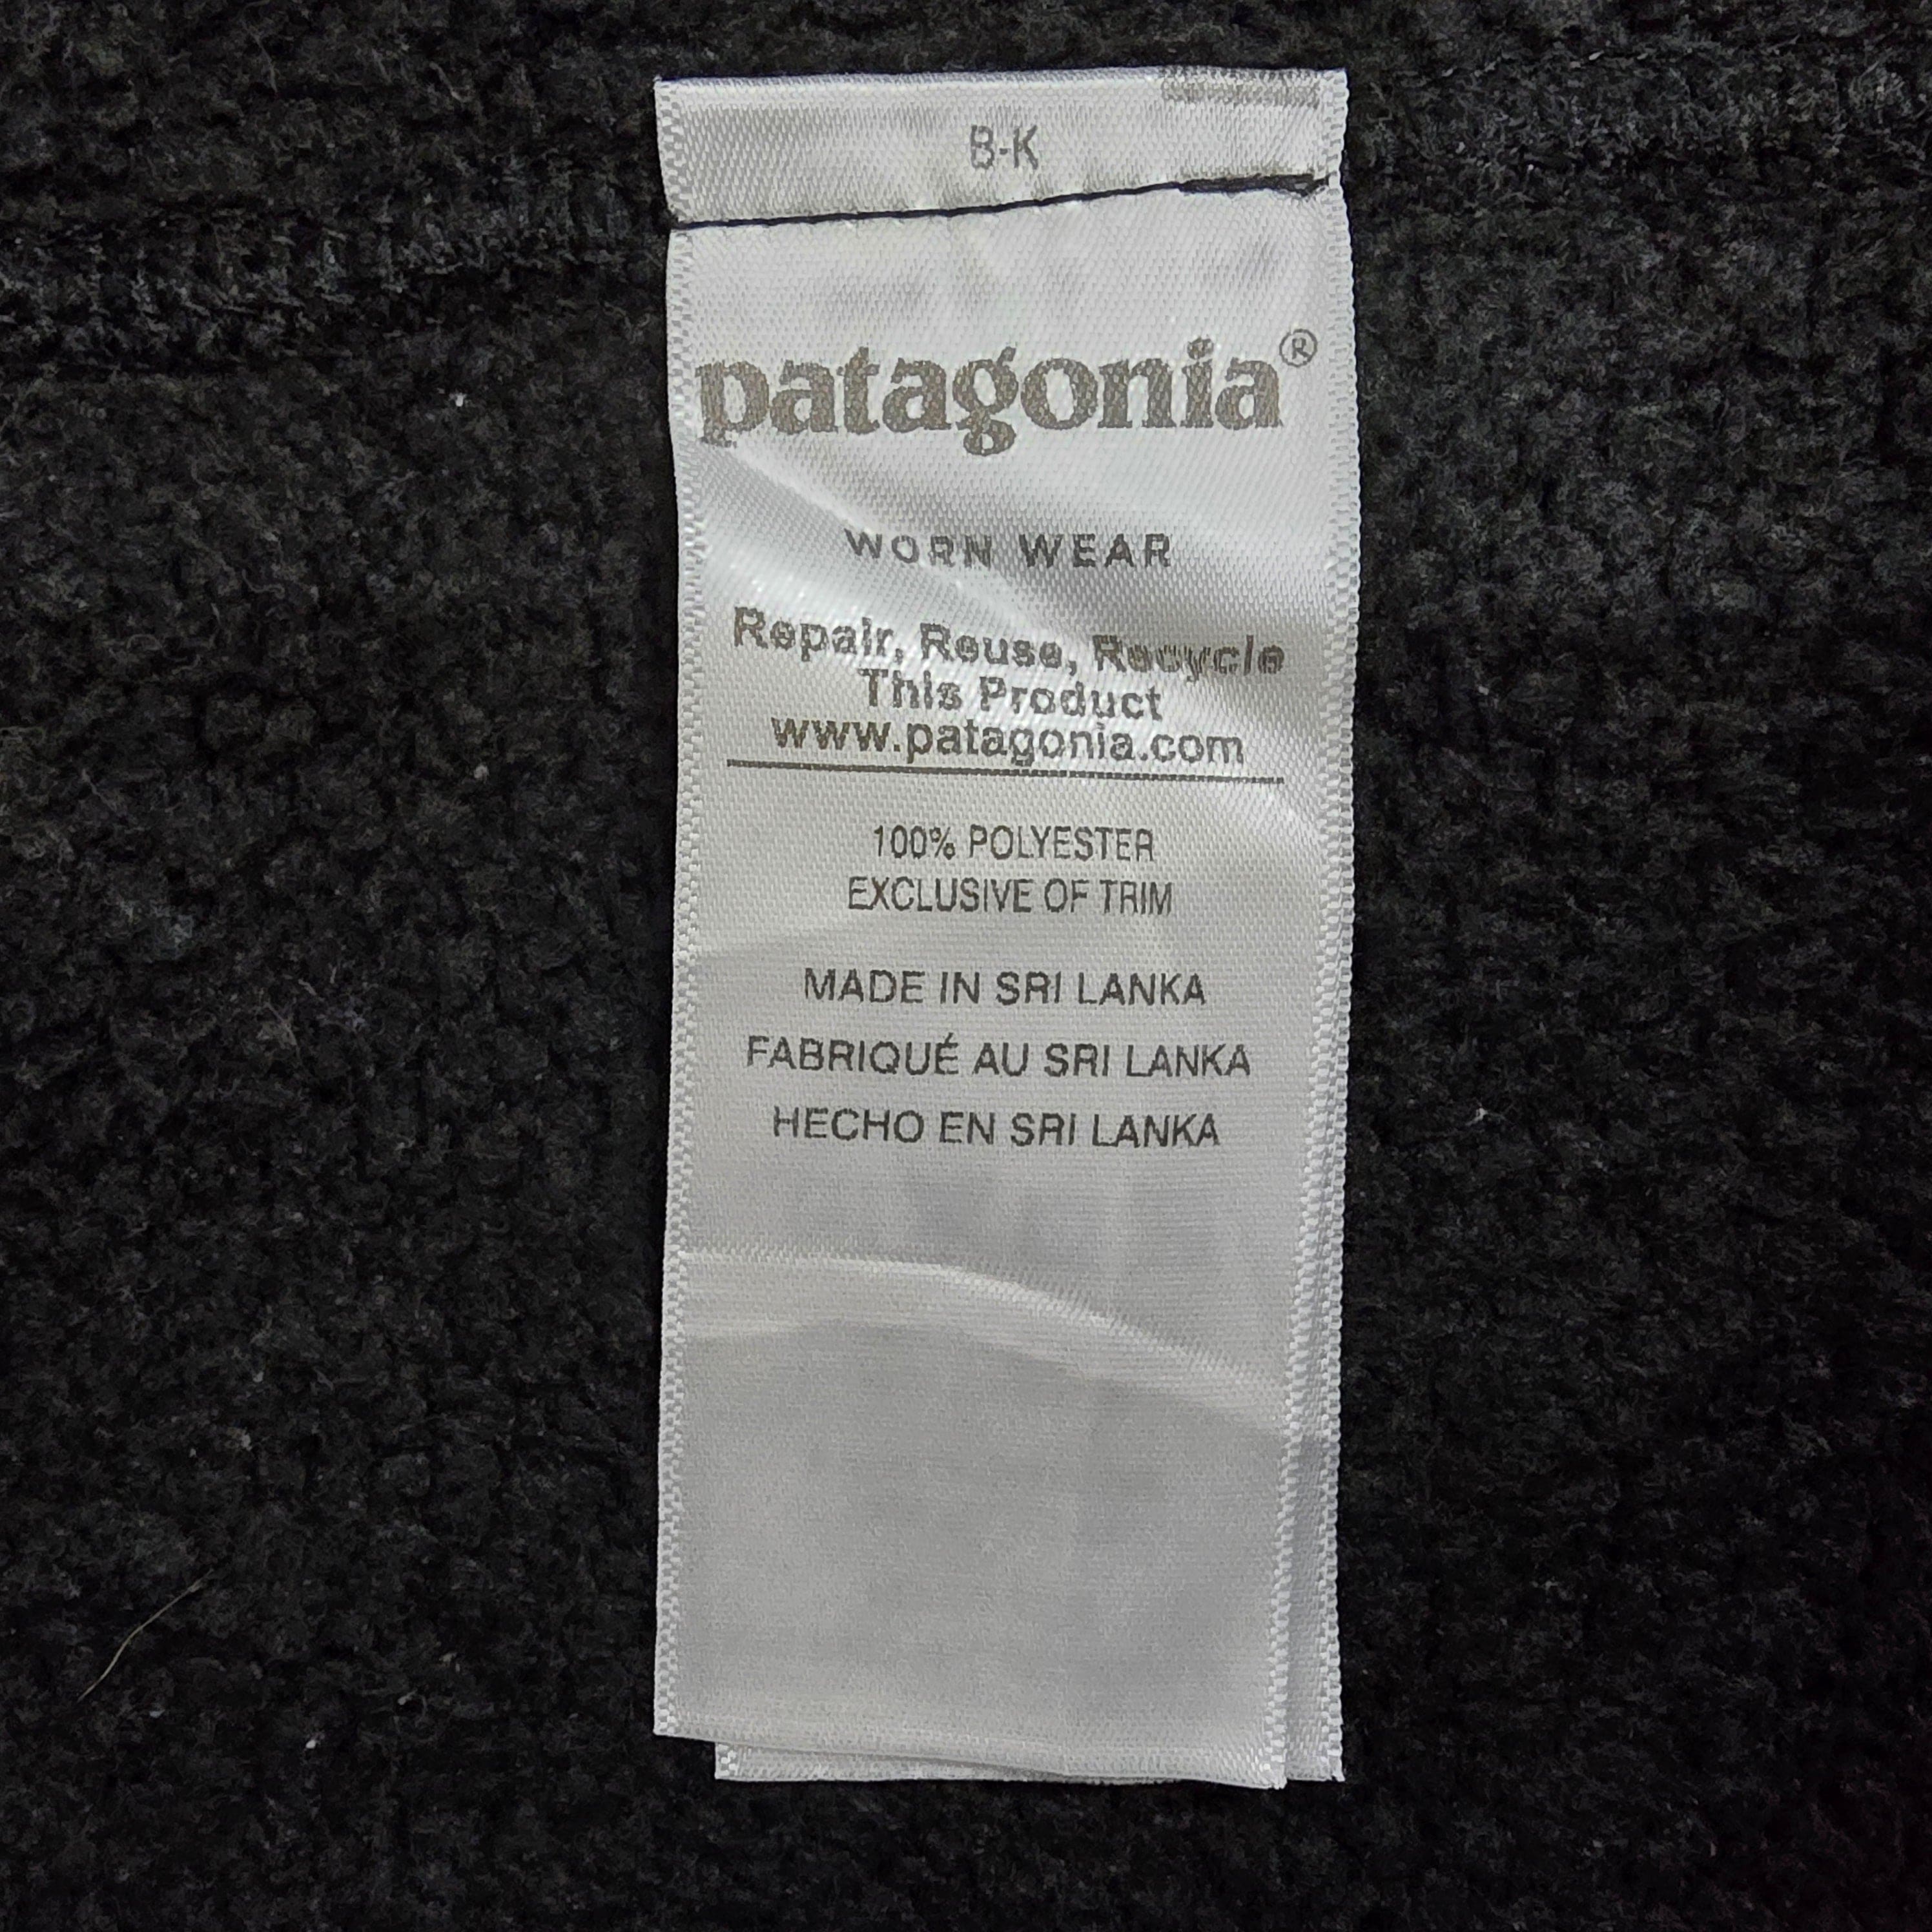 B-K
patagonia®
WORN WEAR
Repair, Reuse, Recycle
This Product
www.patagonia.com
100% POLYESTER
EXCLUSIVE OF TRIM
MADE IN SRI LANKA
FABRIQUÉ AU SRI LANKA
HECHO EN SRI LANKA